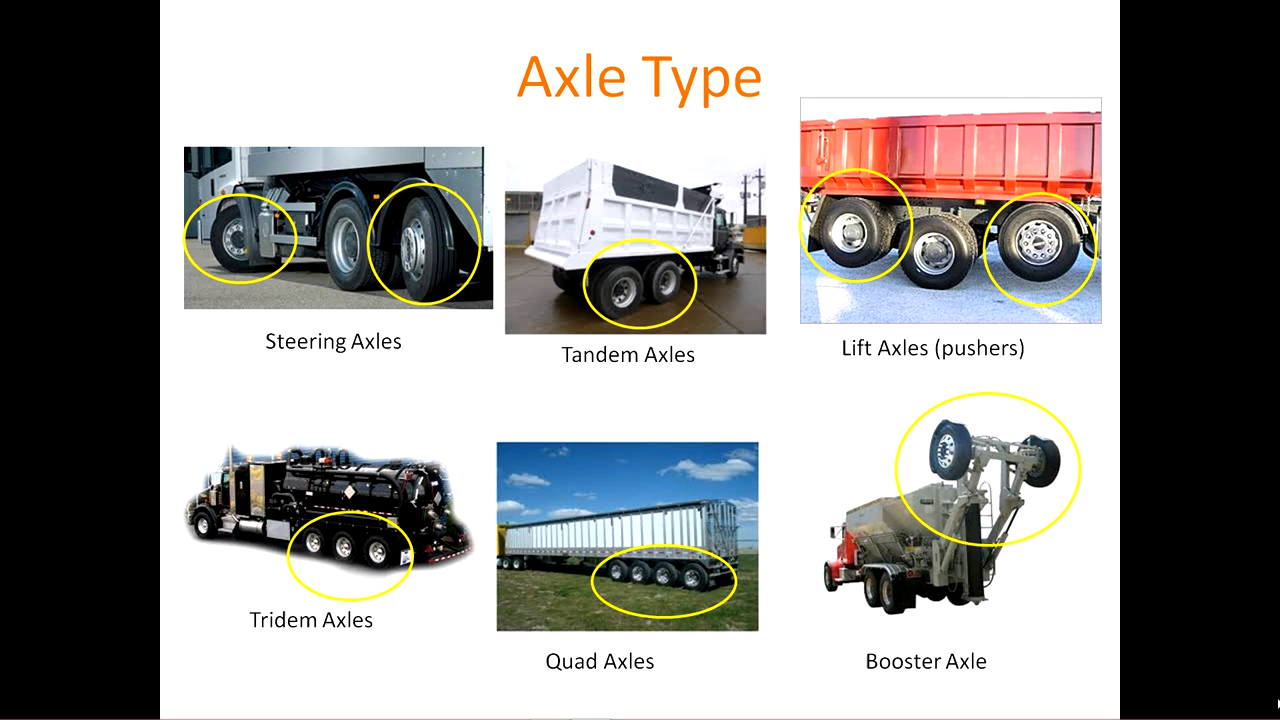 Axle Type
Steering Axles
Tandem Axles
Lift Axles (pushers)
Tridem Axles
Quad Axles
Booster Axle